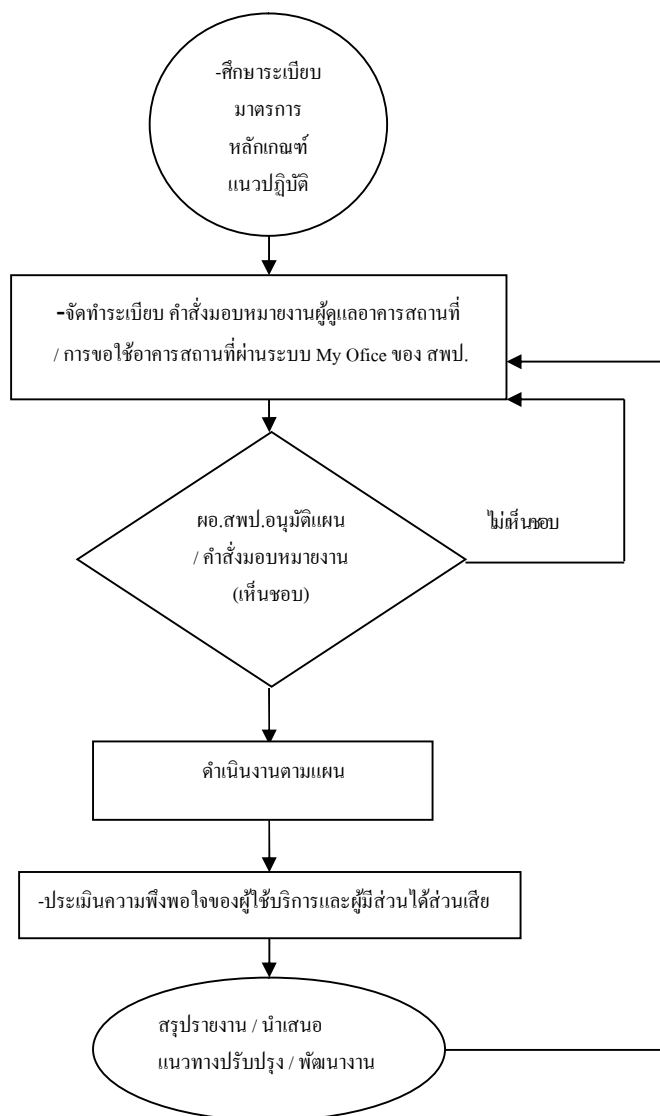 -ศึกษาระเบียบ
มาตรการ
หลักเกณฑ์
แนวปฏิบัติ
-จัดทำระเบียบ คำสั่งมอบหมายงานผู้ดูแลอาคารสถานที่
/ การขอใช้อาคารสถานที่ผ่านระบบ My Ofice ของ สพป.
ผอ.สพป.อนุมัติแผน
/ คำสั่งมอบหมายงาน
(เห็นชอบ)
ไม่เห็นชอบ
ดำเนินงานตามแผน
-ประเมินความพึงพอใจของผู้ใช้บริการและผู้มีส่วนได้ส่วนเสีย
สรุปรายงาน / นำเสนอ
แนวทางปรับปรุง / พัฒนางาน